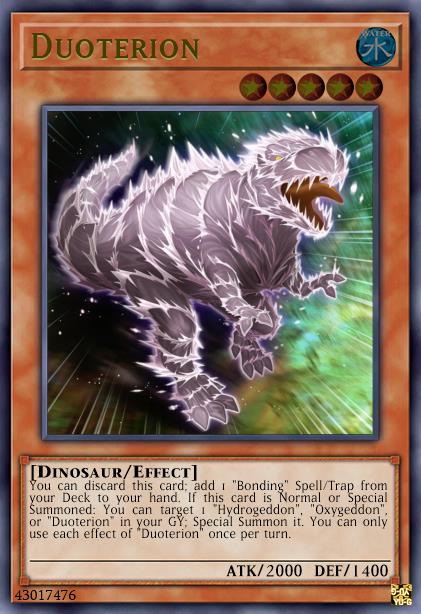 DUOTERION
WATER
水
[DINOSAUR/EFFECT]
You can discard this card; add 1 "Bonding" Spell/Trap from
your Deck to your hand. If this card is Normal or Special
Summoned: You can target 1 "Hydrogeddon", "Oxygeddon",
or "Duoterion" in your GY; Special Summon it. You can only
use each effect of "Duoterion" once per turn.
ATK/2000 DEF/1400
43017476